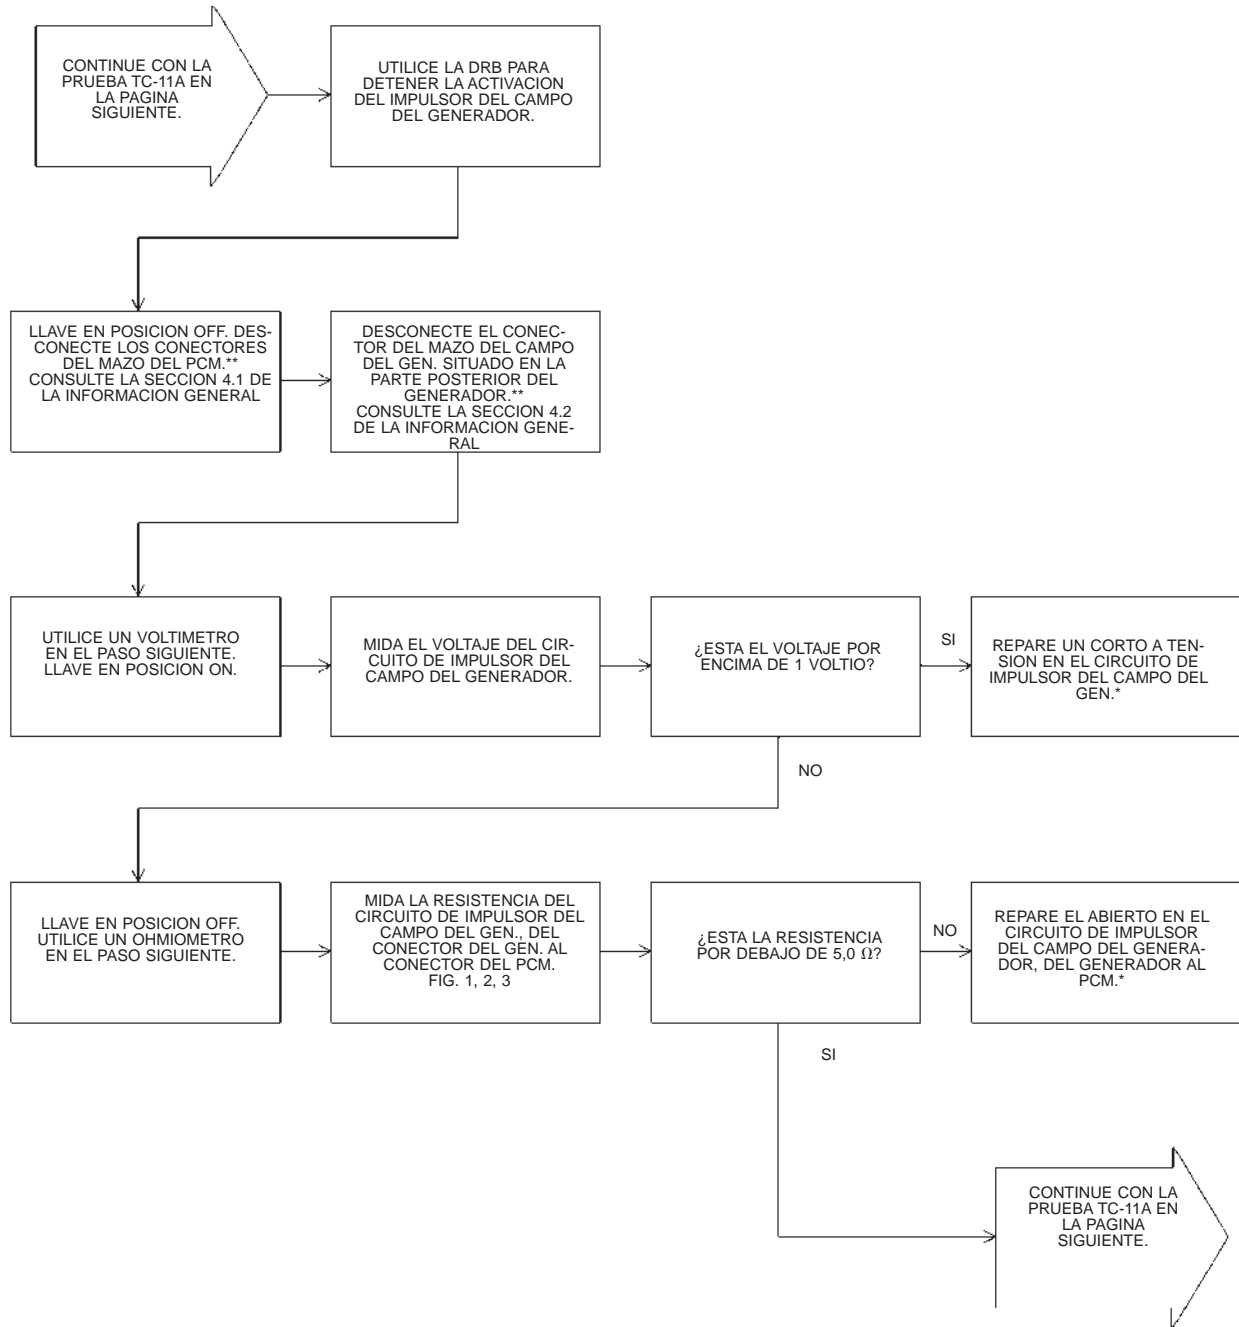 CONTINUE CON LA
PRUEBA TC-11A EN
LA PAGINA
SIGUIENTE.
UTILICE LA DRB PARA
DETENER LA ACTIVACION
DEL IMPULSOR DEL CAMPO
DEL GENERADOR.
LLAVE EN POSICION OFF. DES-
CONECTE LOS CONECTORES
DEL MAZO DEL PCM.**
CONSULTE LA SECCION 4.1 DE
LA INFORMACION GENERAL
DESCONECTE EL CONEC-
TOR DEL MAZO DEL CAMPO
DEL GEN. SITUADO EN LA
PARTE POSTERIOR DEL
GENERADOR.**
CONSULTE LA SECCION 4.2
DE LA INFORMACION GENE-
RAL
UTILICE UN VOLTIMETRO
EN EL PASO SIGUIENTE.
LLAVE EN POSICION ON.
MIDA EL VOLTAJE DEL CIR-
CUITO DE IMPULSOR DEL
CAMPO DEL GENERADOR.
¿ESTA EL VOLTAJE POR
ENCIMA DE 1 VOLTIO?
SI
REPARE UN CORTO A TEN-
SION EN EL CIRCUITO DE
IMPULSOR DEL CAMPO DEL
GEN.*
NO
LLAVE EN POSICION OFF.
UTILICE UN OHMIOMETRO
EN EL PASO SIGUIENTE.
MIDA LA RESISTENCIA DEL
CIRCUITO DE IMPULSOR DEL
CAMPO DEL GEN., DEL
CONECTOR DEL GEN. AL
CONECTOR DEL PCM.
FIG. 1, 2, 3
¿ESTA LA RESISTENCIA
POR DEBAJO DE 5,0 Ω?
NO
REPARE EL ABIERTO EN EL
CIRCUITO DE IMPULSOR
DEL CAMPO DEL GENERA-
DOR, DEL GENERADOR AL
PCM.*
SI
CONTINUE CON LA
PRUEBA TC-11A EN
LA PAGINA
SIGUIENTE.